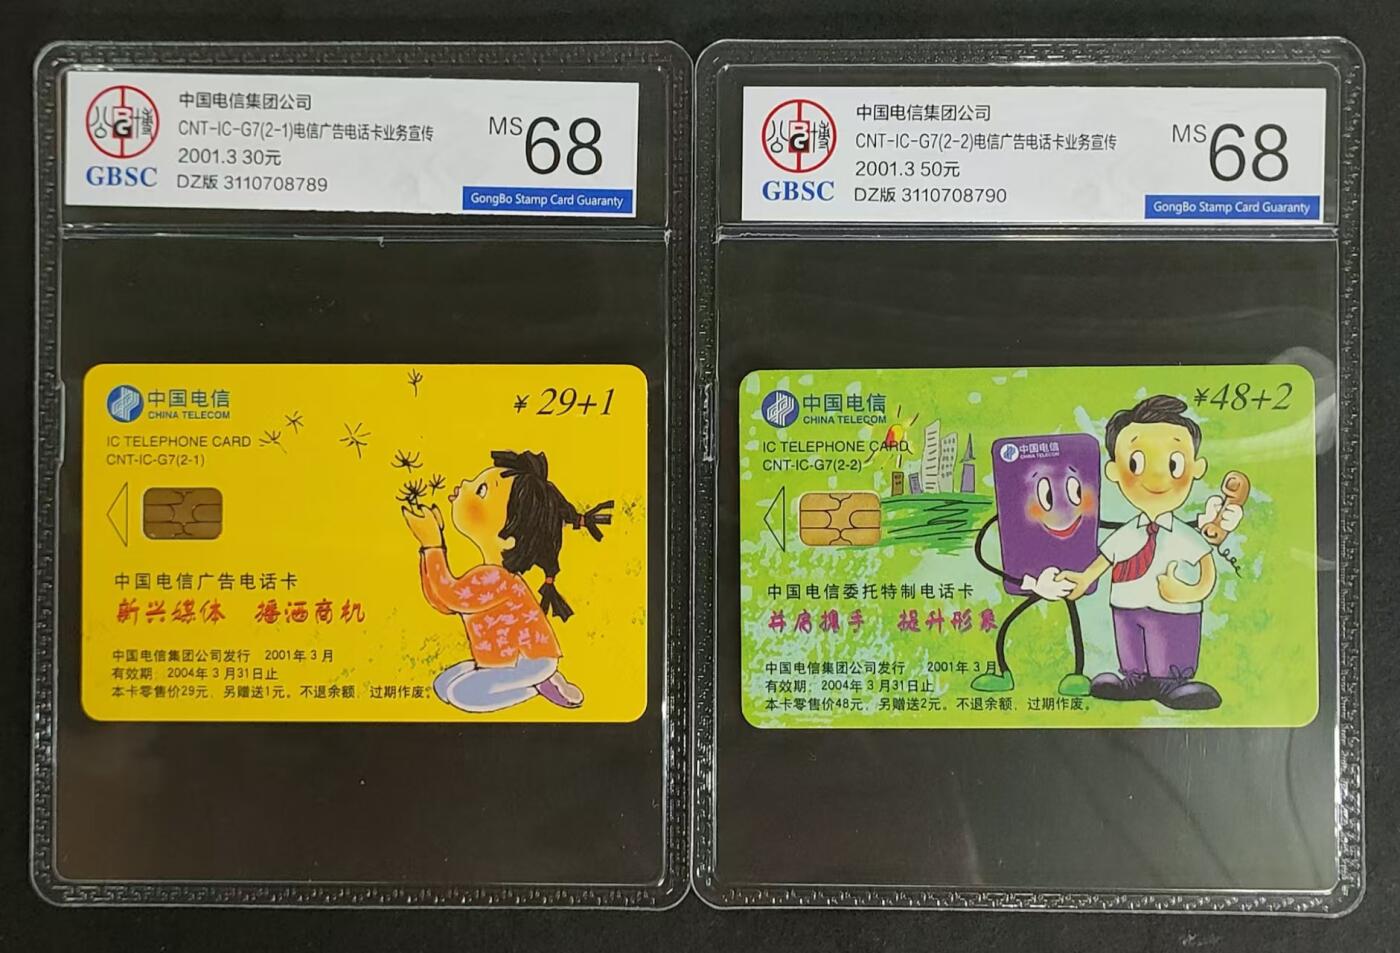 中国电信集团公司
CNT-IC-G7(2-1)电信广告电话卡业务宣传
2001.3 30元
DZ版 3110708789
GBSC
MS 68
GongBo Stamp Card Guaranty
中国电信
CHINA TELECOM
¥ 29+1
IC TELEPHONE CARD
CNT-IC-G7(2-1)
中国电信广告电话卡
新兴媒体 播洒商机
中国电信集团公司发行 2001年3月
有效期:2004年3月31日止
本卡零售价29元,另赠送1元。不退余额,过期作废。
中国电信集团公司
CNT-IC-G7(2-2)电信广告电话卡业务宣传
2001.3 50元
DZ版 3110708790
GBSC
MS 68
GongBo Stamp Card Guaranty
中国电信
CHINA TELECOM
¥48+2
IC TELEPHONE CARD
CNT-IC-G7(2-2)
中国电信
CHINA TELECOM
中国电信委托特制电话卡
并肩携手 提升形象
中国电信集团公司发行 2001年3月
有效期:2004年3月31日止
本卡零售价48元,另赠送2元。不退余额,过期作废。